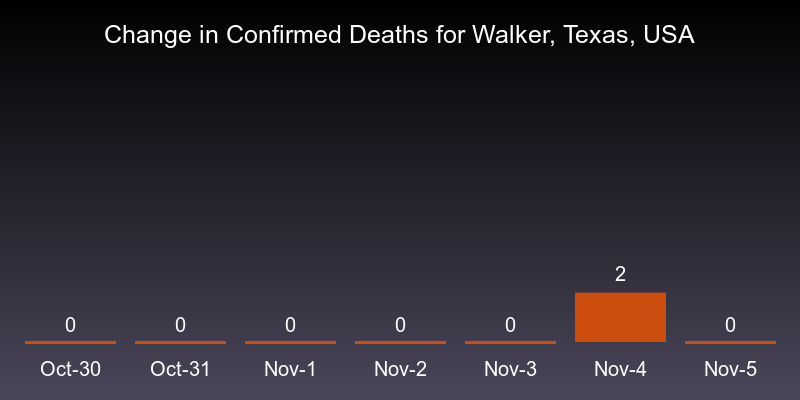 Change in Confirmed Deaths for Walker, Texas, USA
2
0 0 0 0 0 0
Oct-30 Oct-31 Nov-1 Nov-2 Nov-3 Nov-4 Nov-5